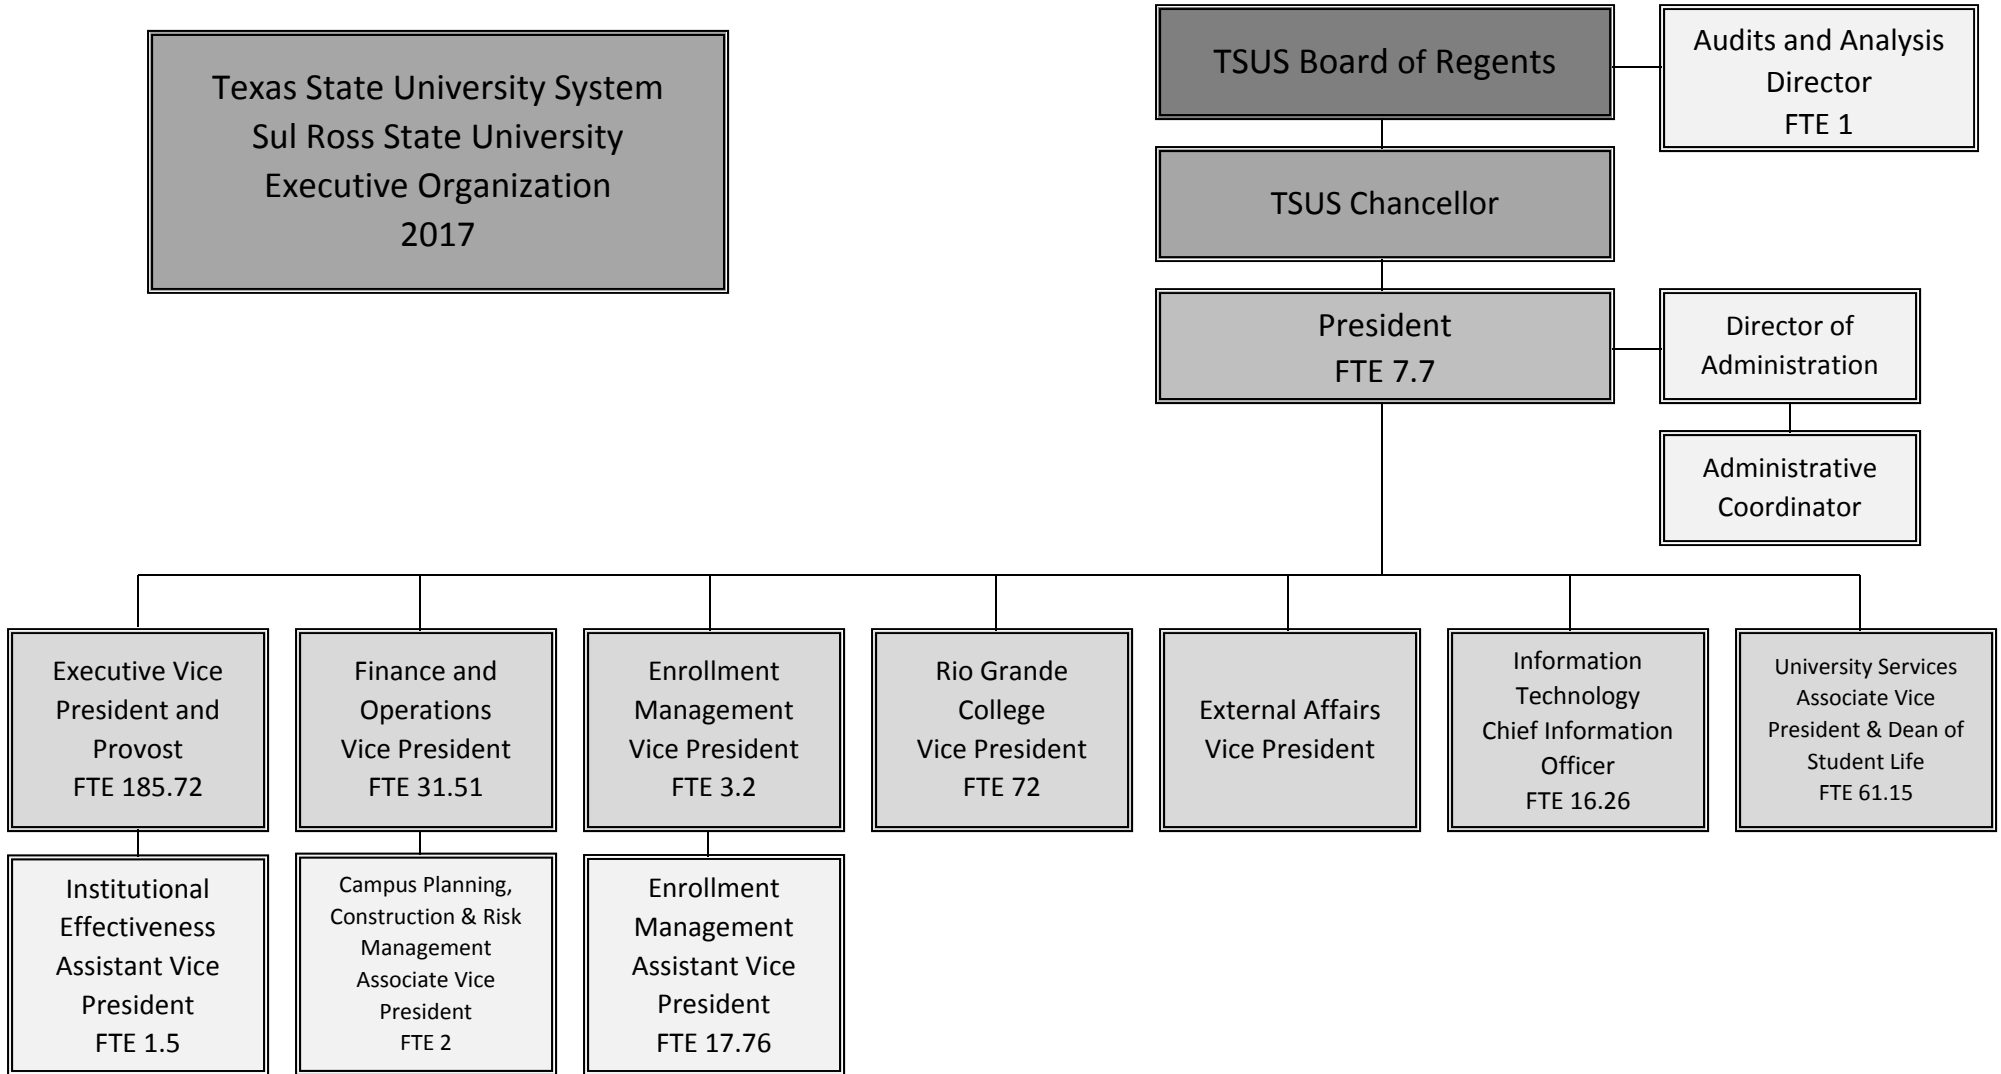 Texas State University System
Sul Ross State University
Executive Organization
2017
TSUS Board of Regents
Audits and Analysis
Director
FTE 1
TSUS Chancellor
President
FTE 7.7
Director of
Administration
Administrative
Coordinator
Executive Vice
President and
Provost
FTE 185.72
Finance and
Operations
Vice President
FTE 31.51
Enrollment
Management
Vice President
FTE 3.2
Rio Grande
College
Vice President
FTE 72
External Affairs
Vice President
Information
Technology
Chief Information
Officer
FTE 16.26
University Services
Associate Vice
President & Dean of
Student Life
FTE 61.15
Institutional
Effectiveness
Assistant Vice
President
FTE 1.5
Campus Planning,
Construction & Risk
Management
Associate Vice
President
FTE 2
Enrollment
Management
Assistant Vice
President
FTE 17.76